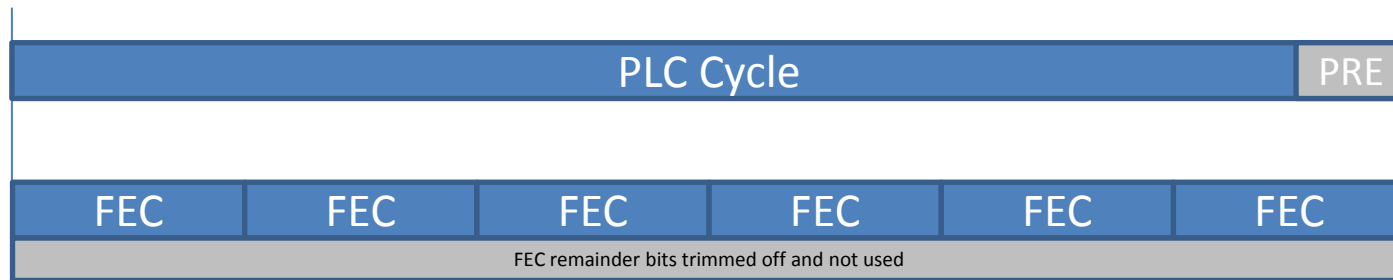 PLC Cycle PRE
FEC FEC FEC FEC FEC FEC
FEC remainder bits trimmed off and not used